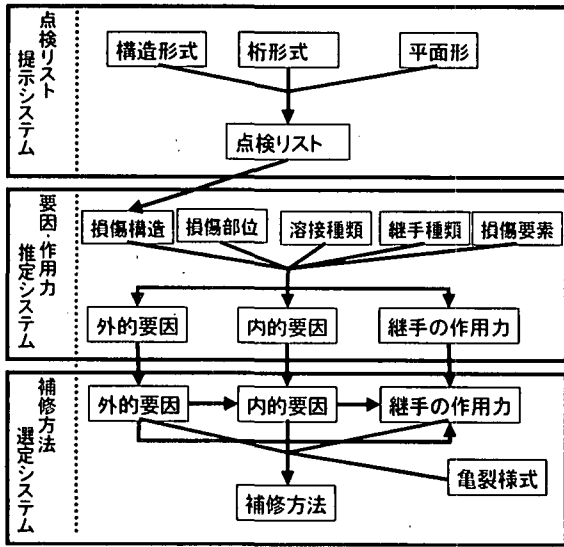 点検リスト
提示システム
構造形式
桁形式
平面形
点検リスト
要因・作用力
推定システム
損傷構造
損傷部位
溶接種類
継手種類
損傷要素
外的要因
内的要因
継手の作用力
補修方法
選定システム
外的要因
内的要因
継手の作用力
亀裂様式
補修方法